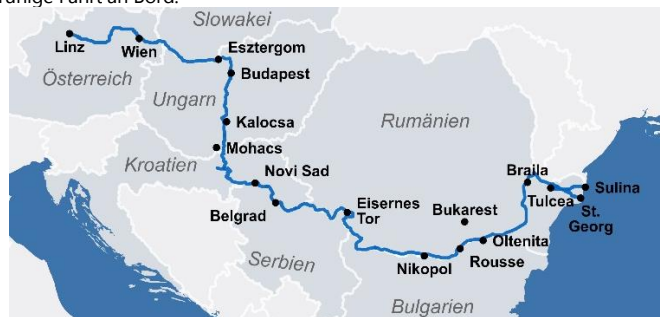 ruhige Fahrt an Bord.
Slowakei
Linz
Wien
Esztergom
Österreich
Budapest
Ungarn
Kalocsa
Rumänien
Mohacs
Kroatien
Novi Sad
Braila
Sulina
Eisernes
Tor
Tulcea
St.
Georg
Belgrad
Bukarest
Oltenita
Serbien
Nikopol
Rousse
Bulgarien